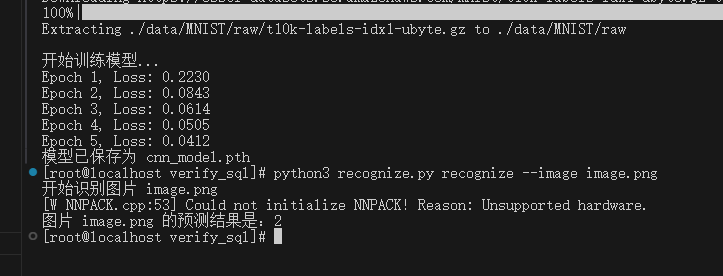 100%|
Extracting ./data/MNIST/raw/t10k-labels-idx1-ubyte.gz to ./data/MNIST/raw
开始训练模型...
Epoch 1, Loss: 0.2230
Epoch 2, Loss: 0.0843
Epoch 3, Loss: 0.0614
Epoch 4, Loss: 0.0505
Epoch 5, Loss: 0.0412
模型已保存为 cnn_model.pth
[root@localhost verify_sql]# python3 recognize.py recognize --image image.png
开始识别图片 image.png
[W NNPACK.cpp:53] Could not initialize NNPACK! Reason: Unsupported hardware.
图片 image.png 的预测结果是: 2
[root@localhost verify_sql]#